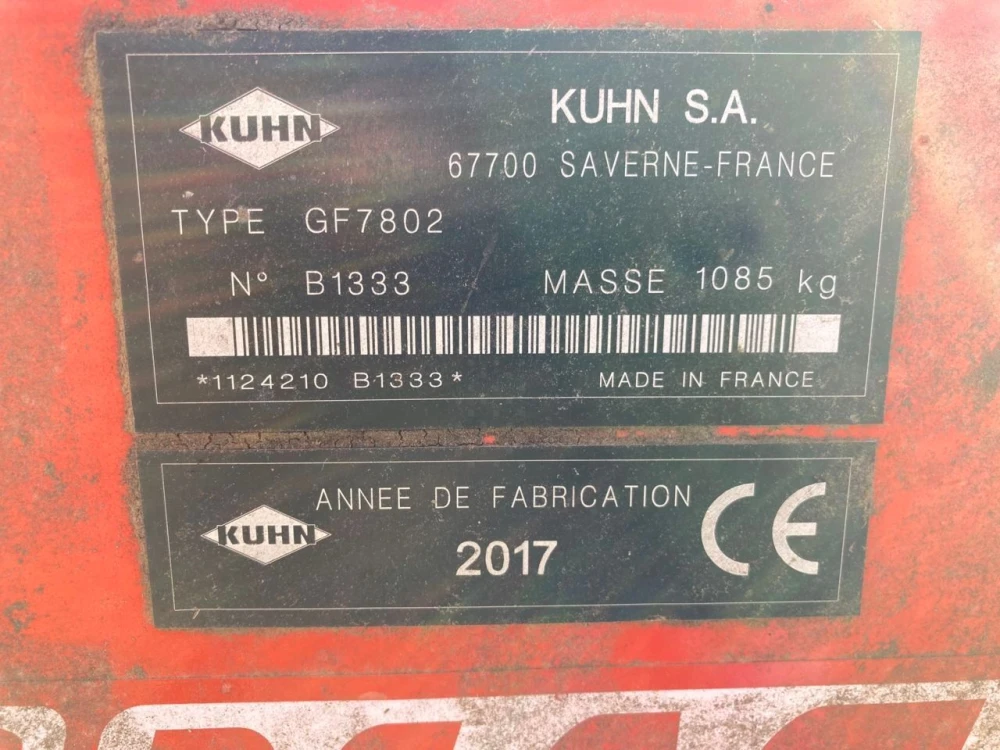 KUHN
KUHN S.A.
67700 SAVERNE-FRANCE
TYPE GF7802
N° B1333 MASSE 1085 kg
*1124210 B1333*
MADE IN FRANCE
ANNEE DE FABRICATION
KUHN
2017
CE